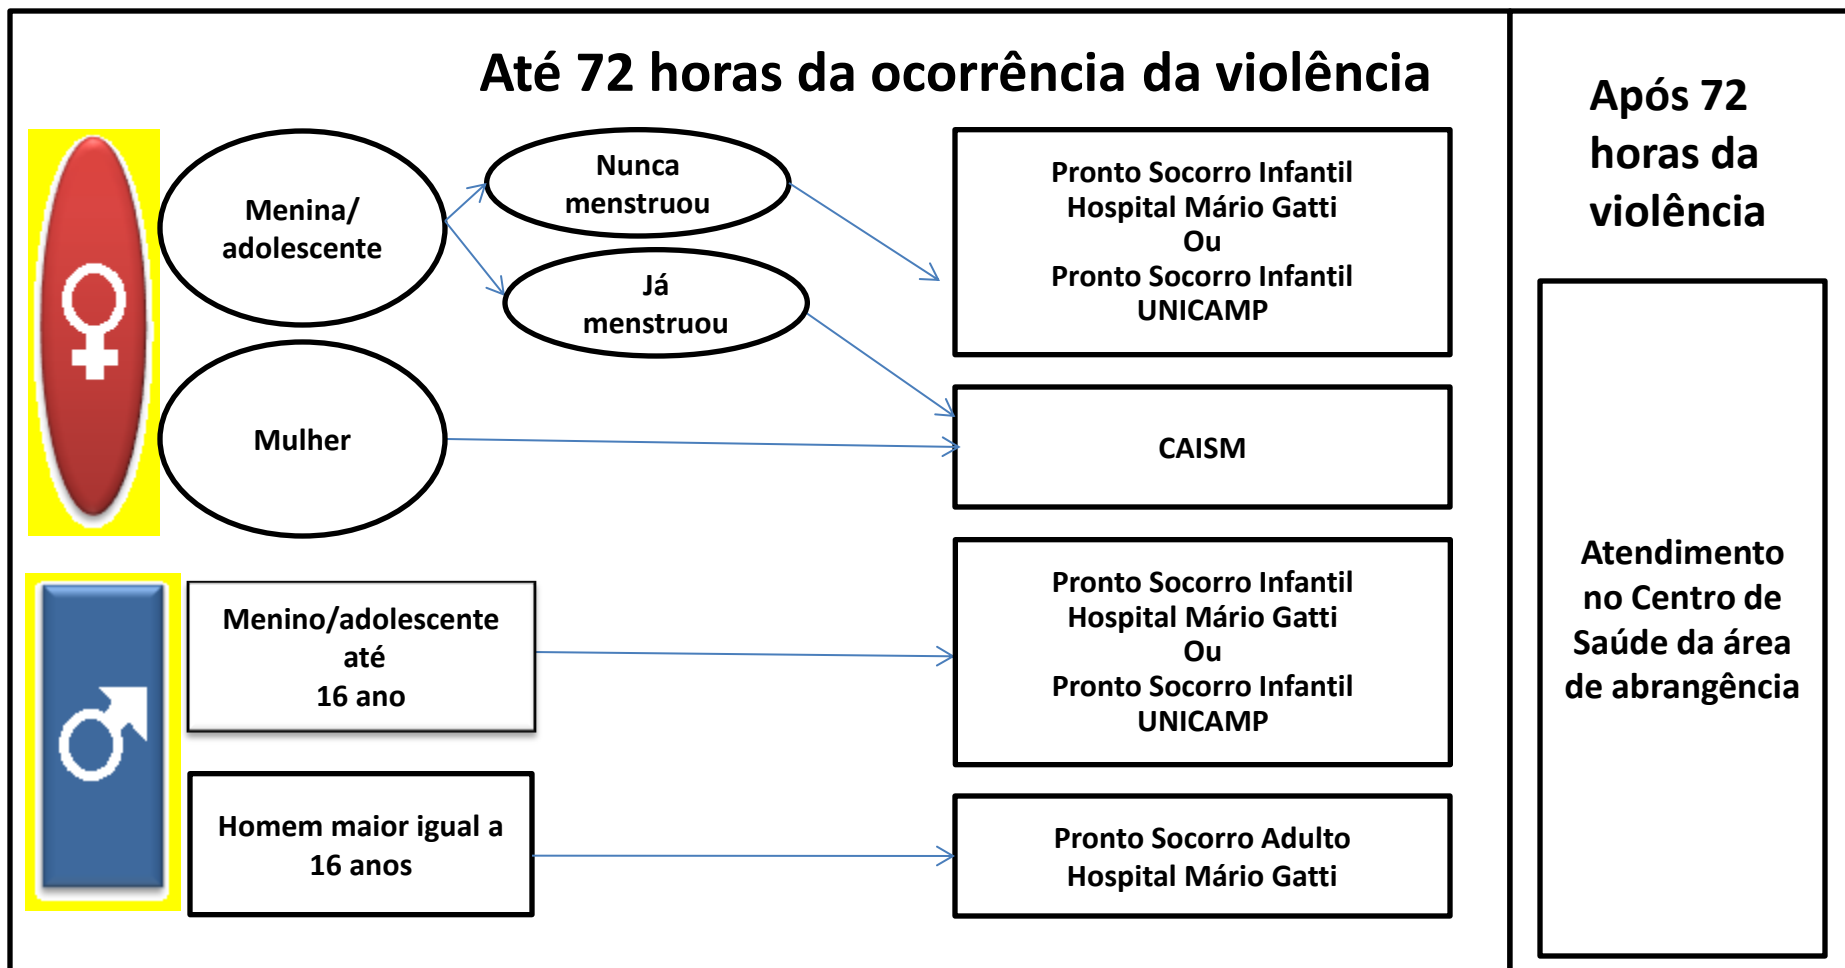 Até 72 horas da ocorrência da violência
Menina/
adolescente
Nunca
menstruou
Já
menstruou
Pronto Socorro Infantil
Hospital Mário Gatti
Ou
Pronto Socorro Infantil
UNICAMP
Mulher
CAISM
Menino/adolescente
até
16 ano
Pronto Socorro Infantil
Hospital Mário Gatti
Ou
Pronto Socorro Infantil
UNICAMP
Homem maior igual a
16 anos
Pronto Socorro Adulto
Hospital Mário Gatti
Após 72
horas da
violência
Atendimento
no Centro de
Saúde da área
de abrangência